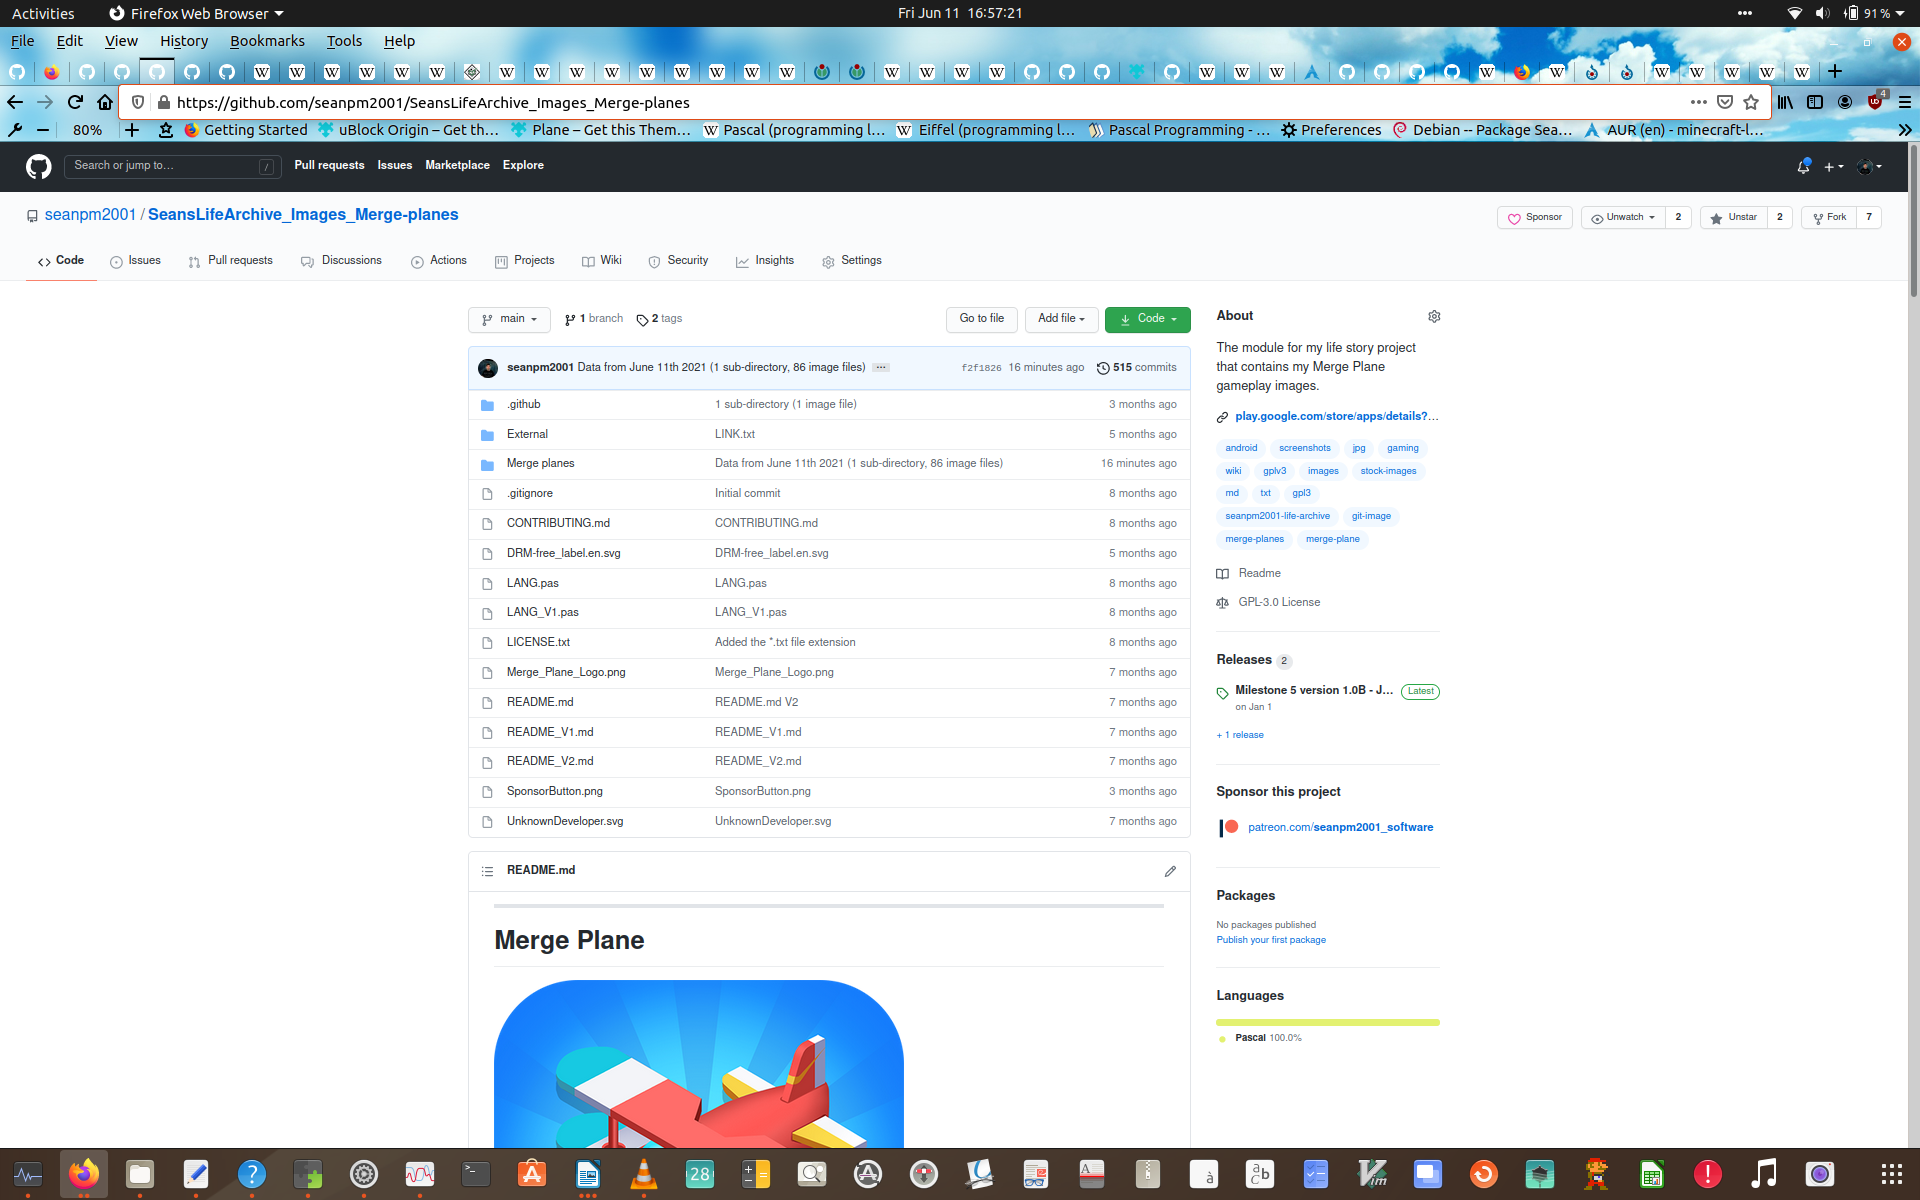 Activities Firefox Web Browser Fri Jun 11 16:57:21 91 %
File Edit View History Bookmarks Tools Help
https://github.com/seanpm2001/SeansLifeArchive_Images_Merge-planes 4
80% Getting Started uBlock Origin – Get th… Plane – Get this Them… Pascal (programming l… Eiffel (programming l… Pascal Programming - … Preferences Debian -- Package Sea… AUR (en) - minecraft-l…
Search or jump to… / Pull requests Issues Marketplace Explore
seanpm2001 / SeansLifeArchive_Images_Merge-planes Sponsor Unwatch 2 Unstar 2 Fork 7
Code Issues Pull requests Discussions Actions Projects Wiki Security Insights Settings
main 1 branch 2 tags Go to file Add file Code
seanpm2001 Data from June 11th 2021 (1 sub-directory, 86 image files) … f2f1826 16 minutes ago 515 commits
.github 1 sub-directory (1 image file) 3 months ago
External LINK.txt 5 months ago
Merge planes Data from June 11th 2021 (1 sub-directory, 86 image files) 16 minutes ago
.gitignore Initial commit 8 months ago
CONTRIBUTING.md CONTRIBUTING.md 8 months ago
DRM-free_label.en.svg DRM-free_label.en.svg 5 months ago
LANG.pas LANG.pas 8 months ago
LANG_V1.pas LANG_V1.pas 8 months ago
LICENSE.txt Added the *.txt file extension 8 months ago
Merge_Plane_Logo.png Merge_Plane_Logo.png 7 months ago
README.md README.md V2 7 months ago
README_V1.md README_V1.md 7 months ago
README_V2.md README_V2.md 7 months ago
SponsorButton.png SponsorButton.png 3 months ago
UnknownDeveloper.svg UnknownDeveloper.svg 7 months ago
README.md
Merge Plane
About
The module for my life story project
that contains my Merge Plane
gameplay images.
play.google.com/store/apps/details?…
android screenshots jpg gaming
wiki gplv3 images stock-images
md txt gpl3
seanpm2001-life-archive git-image
merge-planes merge-plane
Readme
GPL-3.0 License
Releases 2
Milestone 5 version 1.0B - J… Latest
on Jan 1
+ 1 release
Sponsor this project
patreon.com/seanpm2001_software
Packages
No packages published
Publish your first package
Languages
Pascal 100.0%
28